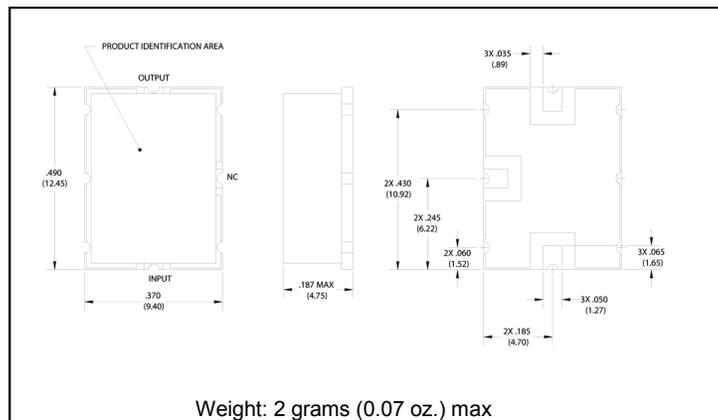 PRODUCT IDENTIFICATION AREA
OUTPUT
.490
(12.45)
NC
INPUT
.370
(9.40)
.187 MAX
(4.75)
3X .035
(.89)
2X .430
(10.92)
2X .245
(6.22)
2X .060
(1.52)
3X .065
(1.65)
3X .050
(1.27)
2X .185
(4.70)
Weight: 2 grams (0.07 oz.) max